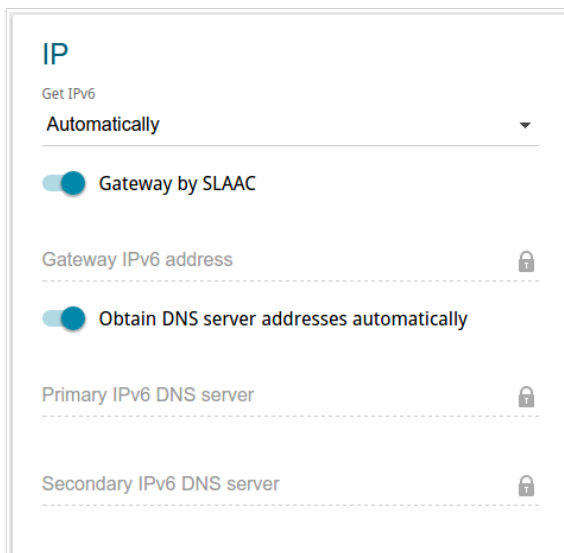 IP
Get IPv6
Automatically
Gateway by SLAAC
Gateway IPv6 address
Obtain DNS server addresses automatically
Primary IPv6 DNS server
Secondary IPv6 DNS server